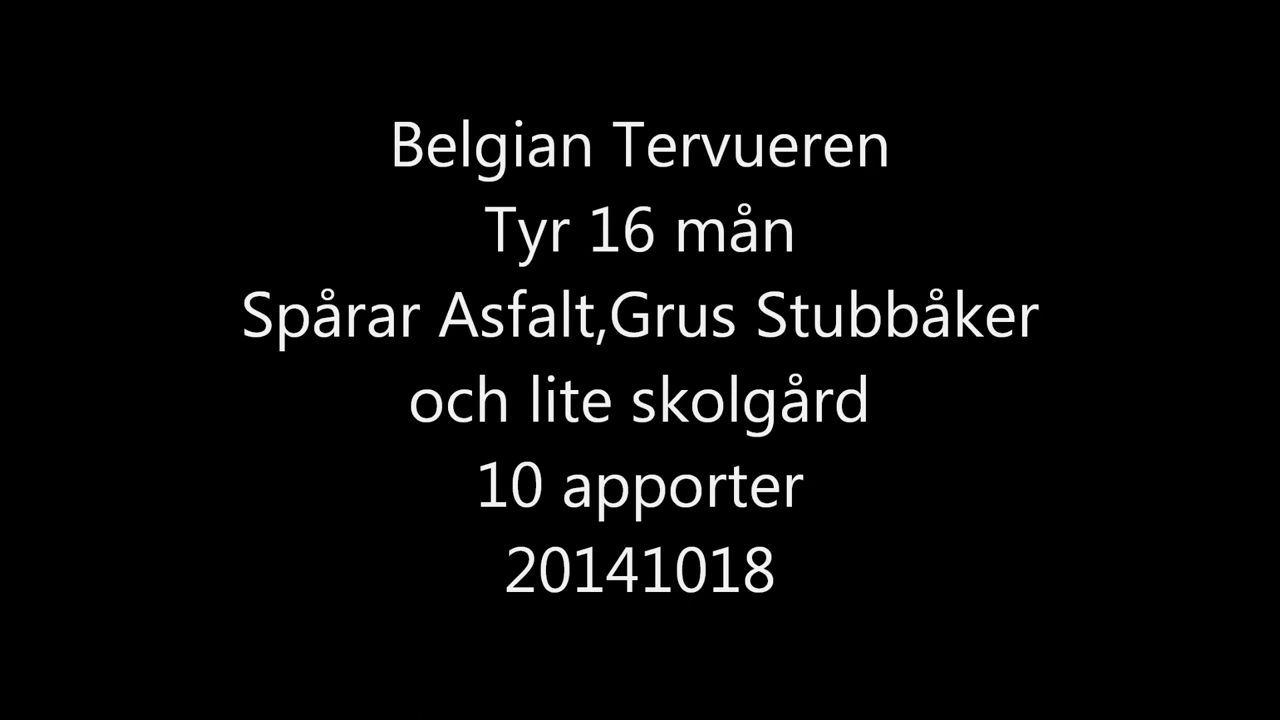 Belgian Tervueren
Tyr 16 mån
Spårar Asfalt,Grus Stubbåker
och lite skolgård
10 apporter
20141018